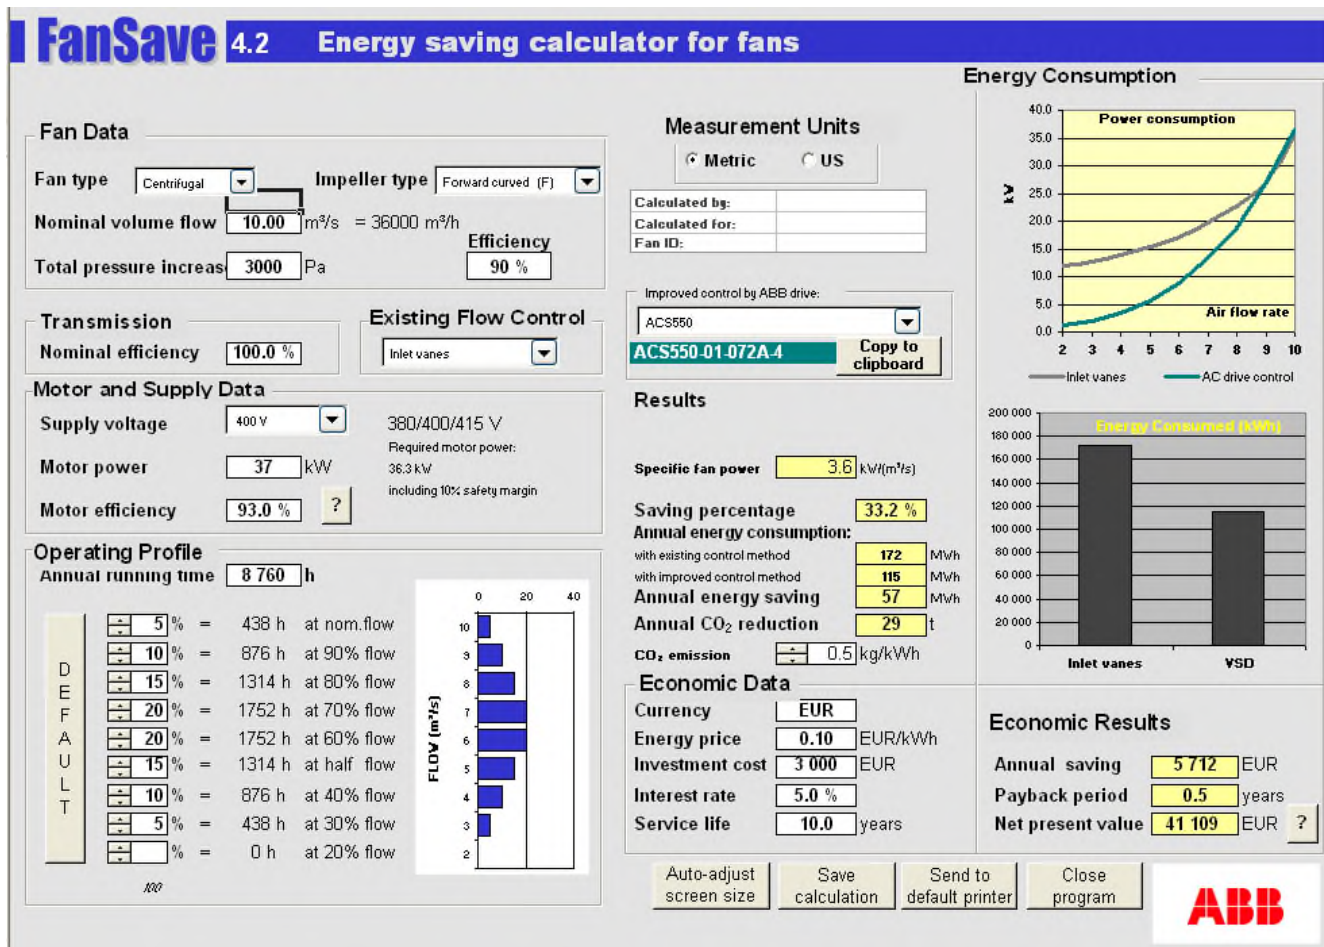 FanSave 4.2 Energy saving calculator for fans
Fan Data
Fan type Centrifugal Impeller type Forward curved (F)
Nominal volume flow 10.00 m³/s = 36000 m³/h
Efficiency
Total pressure increas 3000 Pa 90 %
Transmission
Nominal efficiency 100.0 %
Existing Flow Control
Inlet vanes
Motor and Supply Data
Supply voltage 400 V 380/400/415 V
Required motor power:
Motor power 37 kW 36.3 kW
including 10% safety margin
Motor efficiency 93.0 % ?
Operating Profile
Annual running time 8 760 h
DEFAULT
5 % = 438 h at nom.flow
10 % = 876 h at 90% flow
15 % = 1314 h at 80% flow
20 % = 1752 h at 70% flow
20 % = 1752 h at 60% flow
15 % = 1314 h at half flow
10 % = 876 h at 40% flow
5 % = 438 h at 30% flow
% = 0 h at 20% flow
100
0 20 40
FLOW (m³/s)
10
9
8
7
6
5
4
3
2
Measurement Units
Metric US
Calculated by:
Calculated for:
Fan ID:
Improved control by ABB drive:
ACS550
ACS550-01-072A-4 Copy to
clipboard
Results
Specific fan power 3.6 kW/(m³/s)
Saving percentage 33.2 %
Annual energy consumption:
with existing control method 172 MWh
with improved control method 115 MWh
Annual energy saving 57 MWh
Annual CO₂ reduction 29 t
CO₂ emission 0.5 kg/kWh
Economic Data
Currency EUR
Energy price 0.10 EUR/kWh
Investment cost 3 000 EUR
Interest rate 5.0 %
Service life 10.0 years
Energy Consumption
Power consumption
kW
40.0
35.0
30.0
25.0
20.0
15.0
10.0
5.0
0.0
Air flow rate
2 3 4 5 6 7 8 9 10
Inlet vanes AC drive control
Energy Consumed (kWh)
200 000
180 000
160 000
140 000
120 000
100 000
80 000
60 000
40 000
20 000
0
Inlet vanes VSD
Economic Results
Annual saving 5 712 EUR
Payback period 0.5 years
Net present value 41 109 EUR ?
Auto-adjust
screen size
Save
calculation
Send to
default printer
Close
program
ABB